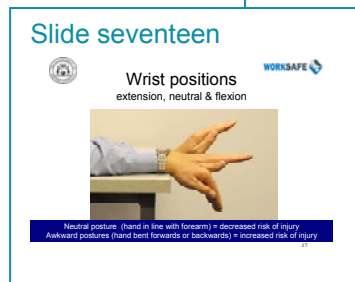 Slide seventeen
WORKSAFE
Wrist positions
extension, neutral & flexion
Neutral posture (hand in line with forearm) = decreased risk of injury
Awkward postures (hand bent forwards or backwards) = increased risk of injury
17